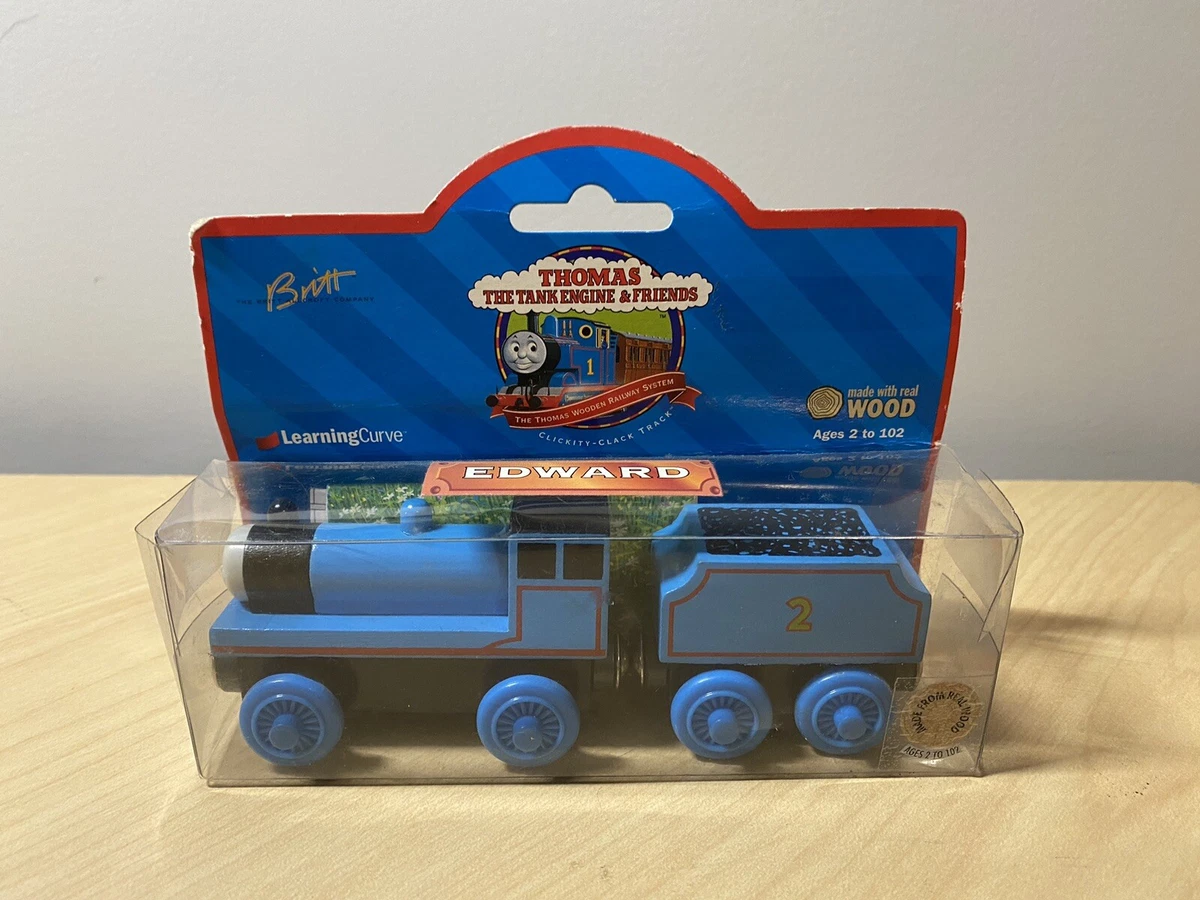 Britt
THOMAS
THE TANK ENGINE & FRIENDS
TM
1
THE THOMAS WOODEN RAILWAY SYSTEM
CLICKITY-CLACK TRACK
LearningCurve
made with real
WOOD
Ages 2 to 102
EDWARD
2
MADE FROM REAL WOOD
AGES 2 TO 102